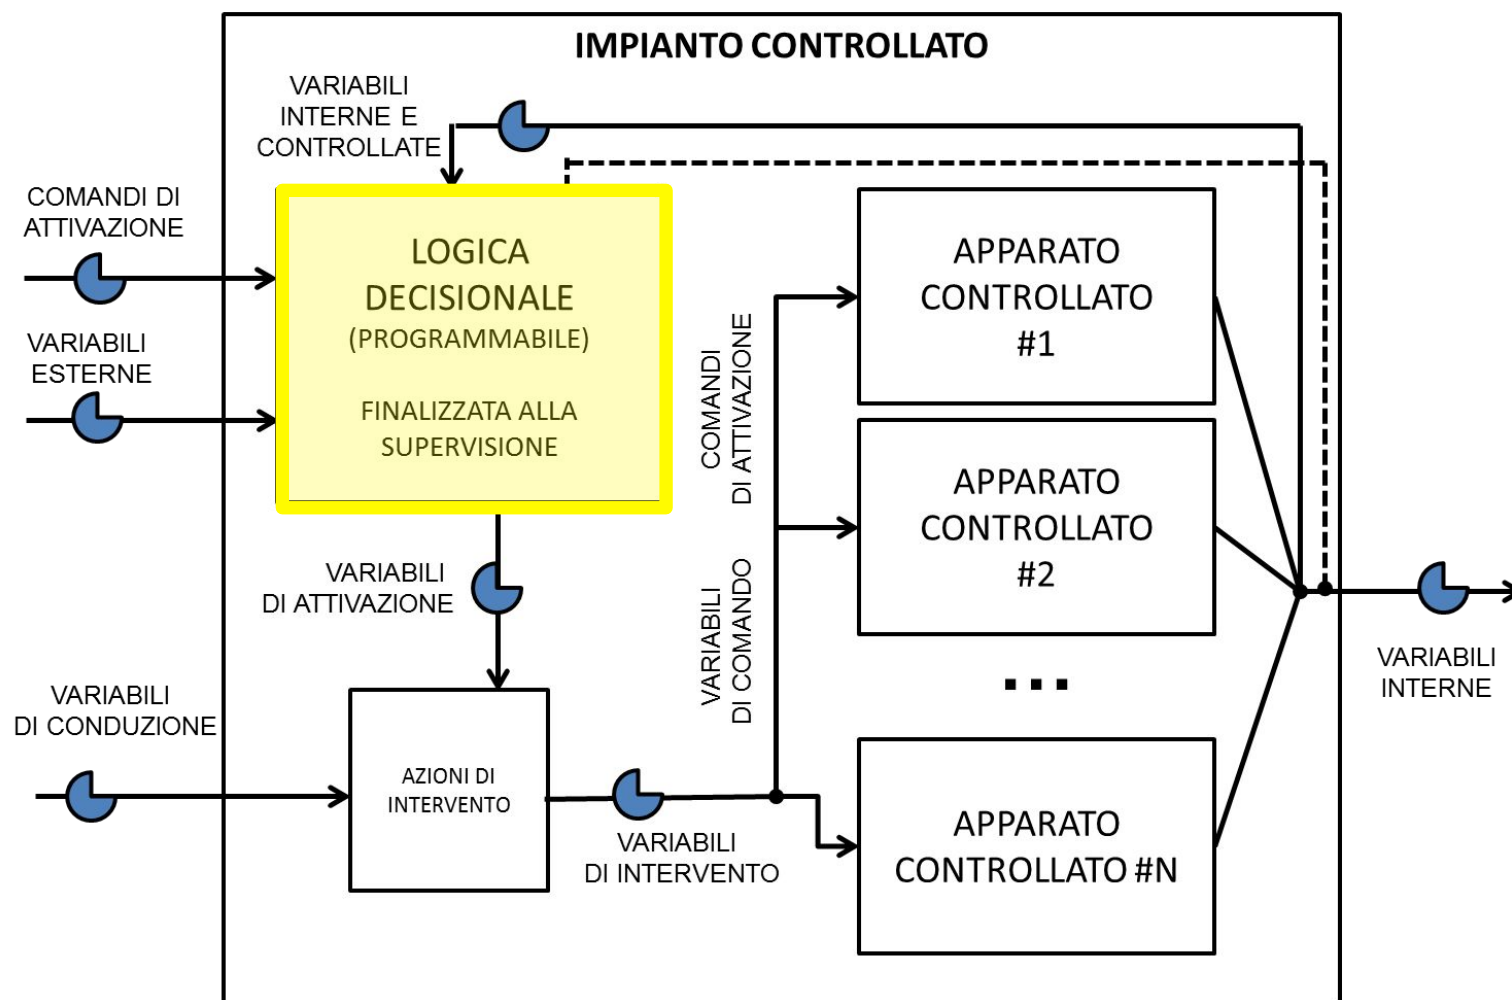 IMPIANTO CONTROLLATO
VARIABILI
INTERNE E
CONTROLLATE
COMANDI DI
ATTIVAZIONE
VARIABILI
ESTERNE
LOGICA
DECISIONALE
(PROGRAMMABILE)
FINALIZZATA ALLA
SUPERVISIONE
VARIABILI
DI ATTIVAZIONE
VARIABILI
DI CONDUZIONE
AZIONI DI
INTERVENTO
VARIABILI
DI INTERVENTO
COMANDI
DI ATTIVAZIONE
VARIABILI
DI COMANDO
APPARATO
CONTROLLATO
#1
APPARATO
CONTROLLATO
#2
...
APPARATO
CONTROLLATO #N
VARIABILI
INTERNE